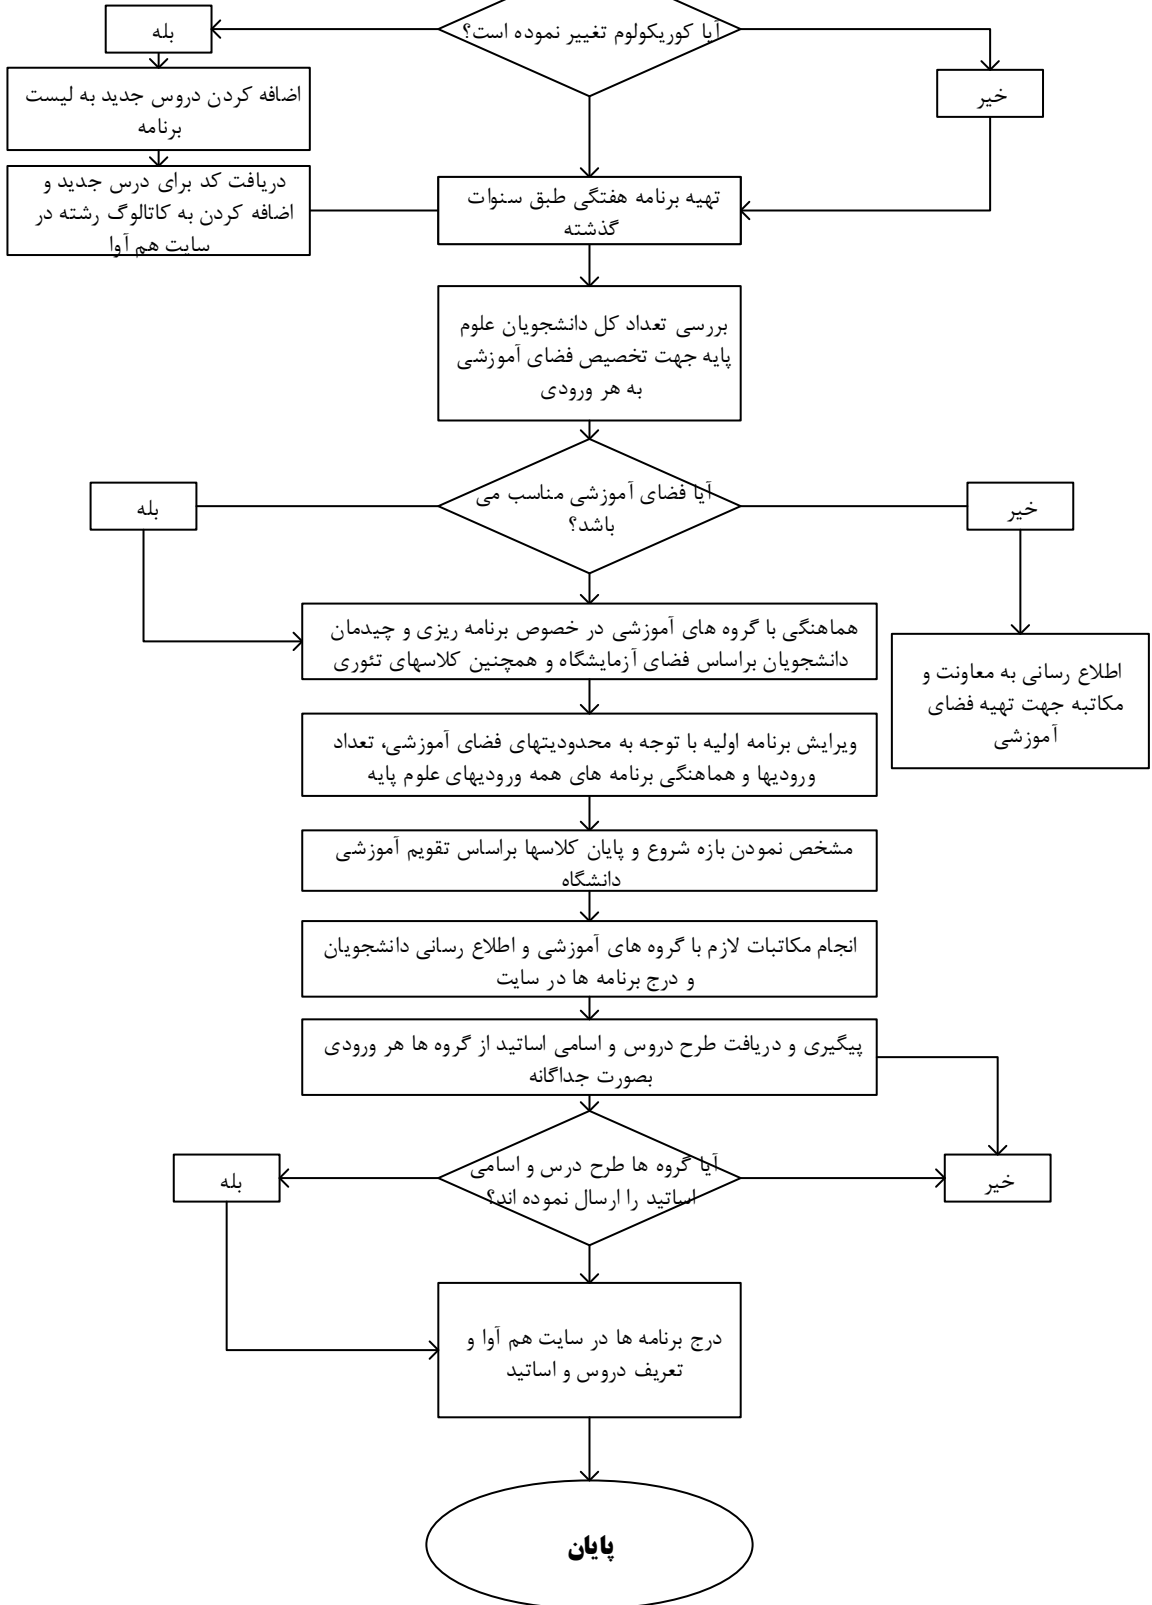 آیا کوریکولوم تغییر نموده است؟
بله
خیر
اضافه کردن دروس جدید به لیست
برنامه
دریافت کد برای درس جدید و
اضافه کردن به کاتالوگ رشته در
سایت هم آوا
تهیه برنامه هفتگی طبق سنوات
گذشته
بررسی تعداد کل دانشجویان علوم
پایه جهت تخصیص فضای آموزشی
به هر ورودی
آیا فضای آموزشی مناسب می
باشد؟
بله
خیر
هماهنگی با گروه های آموزشی در خصوص برنامه ریزی و چیدمان
دانشجویان براساس فضای آزمایشگاه و همچنین کلاسهای تئوری
اطلاع رسانی به معاونت و
مکاتبه جهت تهیه فضای
آموزشی
ویرایش برنامه اولیه با توجه به محدودیتهای فضای آموزشی، تعداد
ورودیها و هماهنگی برنامه های همه ورودیهای علوم پایه
مشخص نمودن بازه شروع و پایان کلاسها براساس تقویم آموزشی
دانشگاه
انجام مکاتبات لازم با گروه های آموزشی و اطلاع رسانی دانشجویان
و درج برنامه ها در سایت
پیگیری و دریافت طرح دروس و اسامی اساتید از گروه ها هر ورودی
بصورت جداگانه
آیا گروه ها طرح درس و اسامی
اساتید را ارسال نموده اند؟
بله
خیر
درج برنامه ها در سایت هم آوا و
تعریف دروس و اساتید
پایان